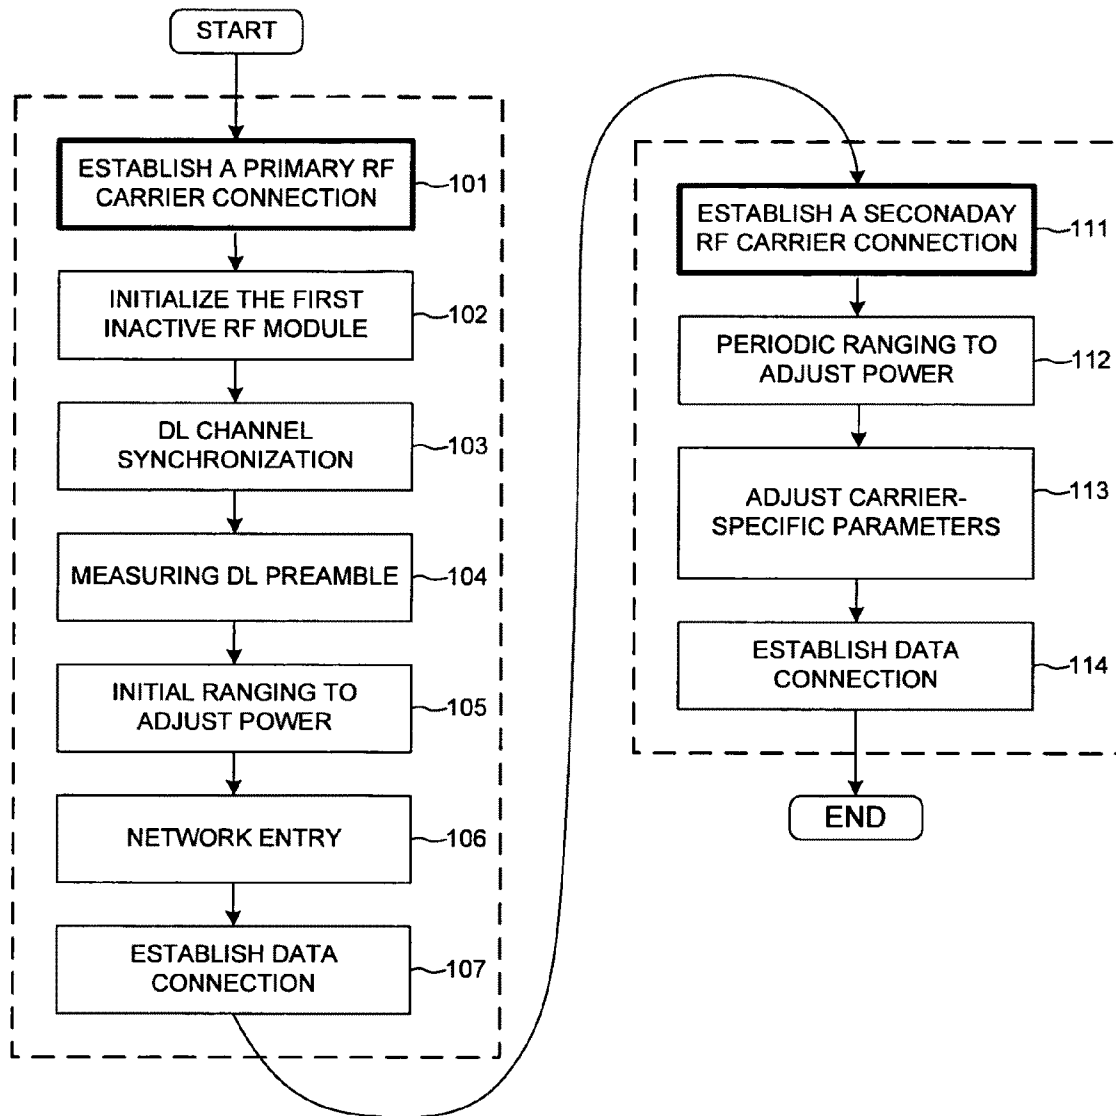 START
ESTABLISH A PRIMARY RF
CARRIER CONNECTION
101
INITIALIZE THE FIRST
INACTIVE RF MODULE
102
DL CHANNEL
SYNCHRONIZATION
103
MEASURING DL PREAMBLE
104
INITIAL RANGING TO
ADJUST POWER
105
NETWORK ENTRY
106
ESTABLISH DATA
CONNECTION
107
ESTABLISH A SECONADAY
RF CARRIER CONNECTION
111
PERIODIC RANGING TO
ADJUST POWER
112
ADJUST CARRIER-
SPECIFIC PARAMETERS
113
ESTABLISH DATA
CONNECTION
114
END